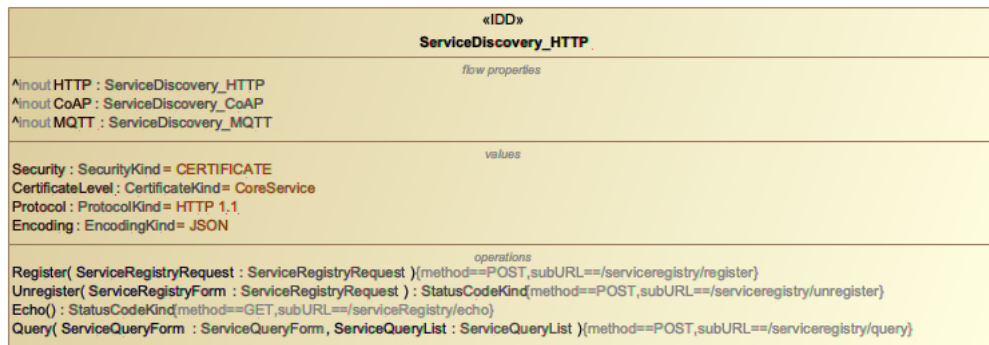 «IDD»
ServiceDiscovery_HTTP
flow properties
^inout HTTP : ServiceDiscovery_HTTP
^inout CoAP : ServiceDiscovery_CoAP
^inout MQTT : ServiceDiscovery_MQTT
values
Security : SecurityKind = CERTIFICATE
CertificateLevel : CertificateKind = CoreService
Protocol : ProtocolKind = HTTP 1.1
Encoding : EncodingKind = JSON
operations
Register( ServiceRegistryRequest : ServiceRegistryRequest ){method==POST,subURL==/serviceregistry/register}
Unregister( ServiceRegistryForm : ServiceRegistryRequest ) : StatusCodeKind{method==POST,subURL==/serviceregistry/unregister}
Echo() : StatusCodeKind{method==GET,subURL==/serviceRegistry/echo}
Query( ServiceQueryForm : ServiceQueryForm, ServiceQueryList : ServiceQueryList ){method==POST,subURL==/serviceregistry/query}